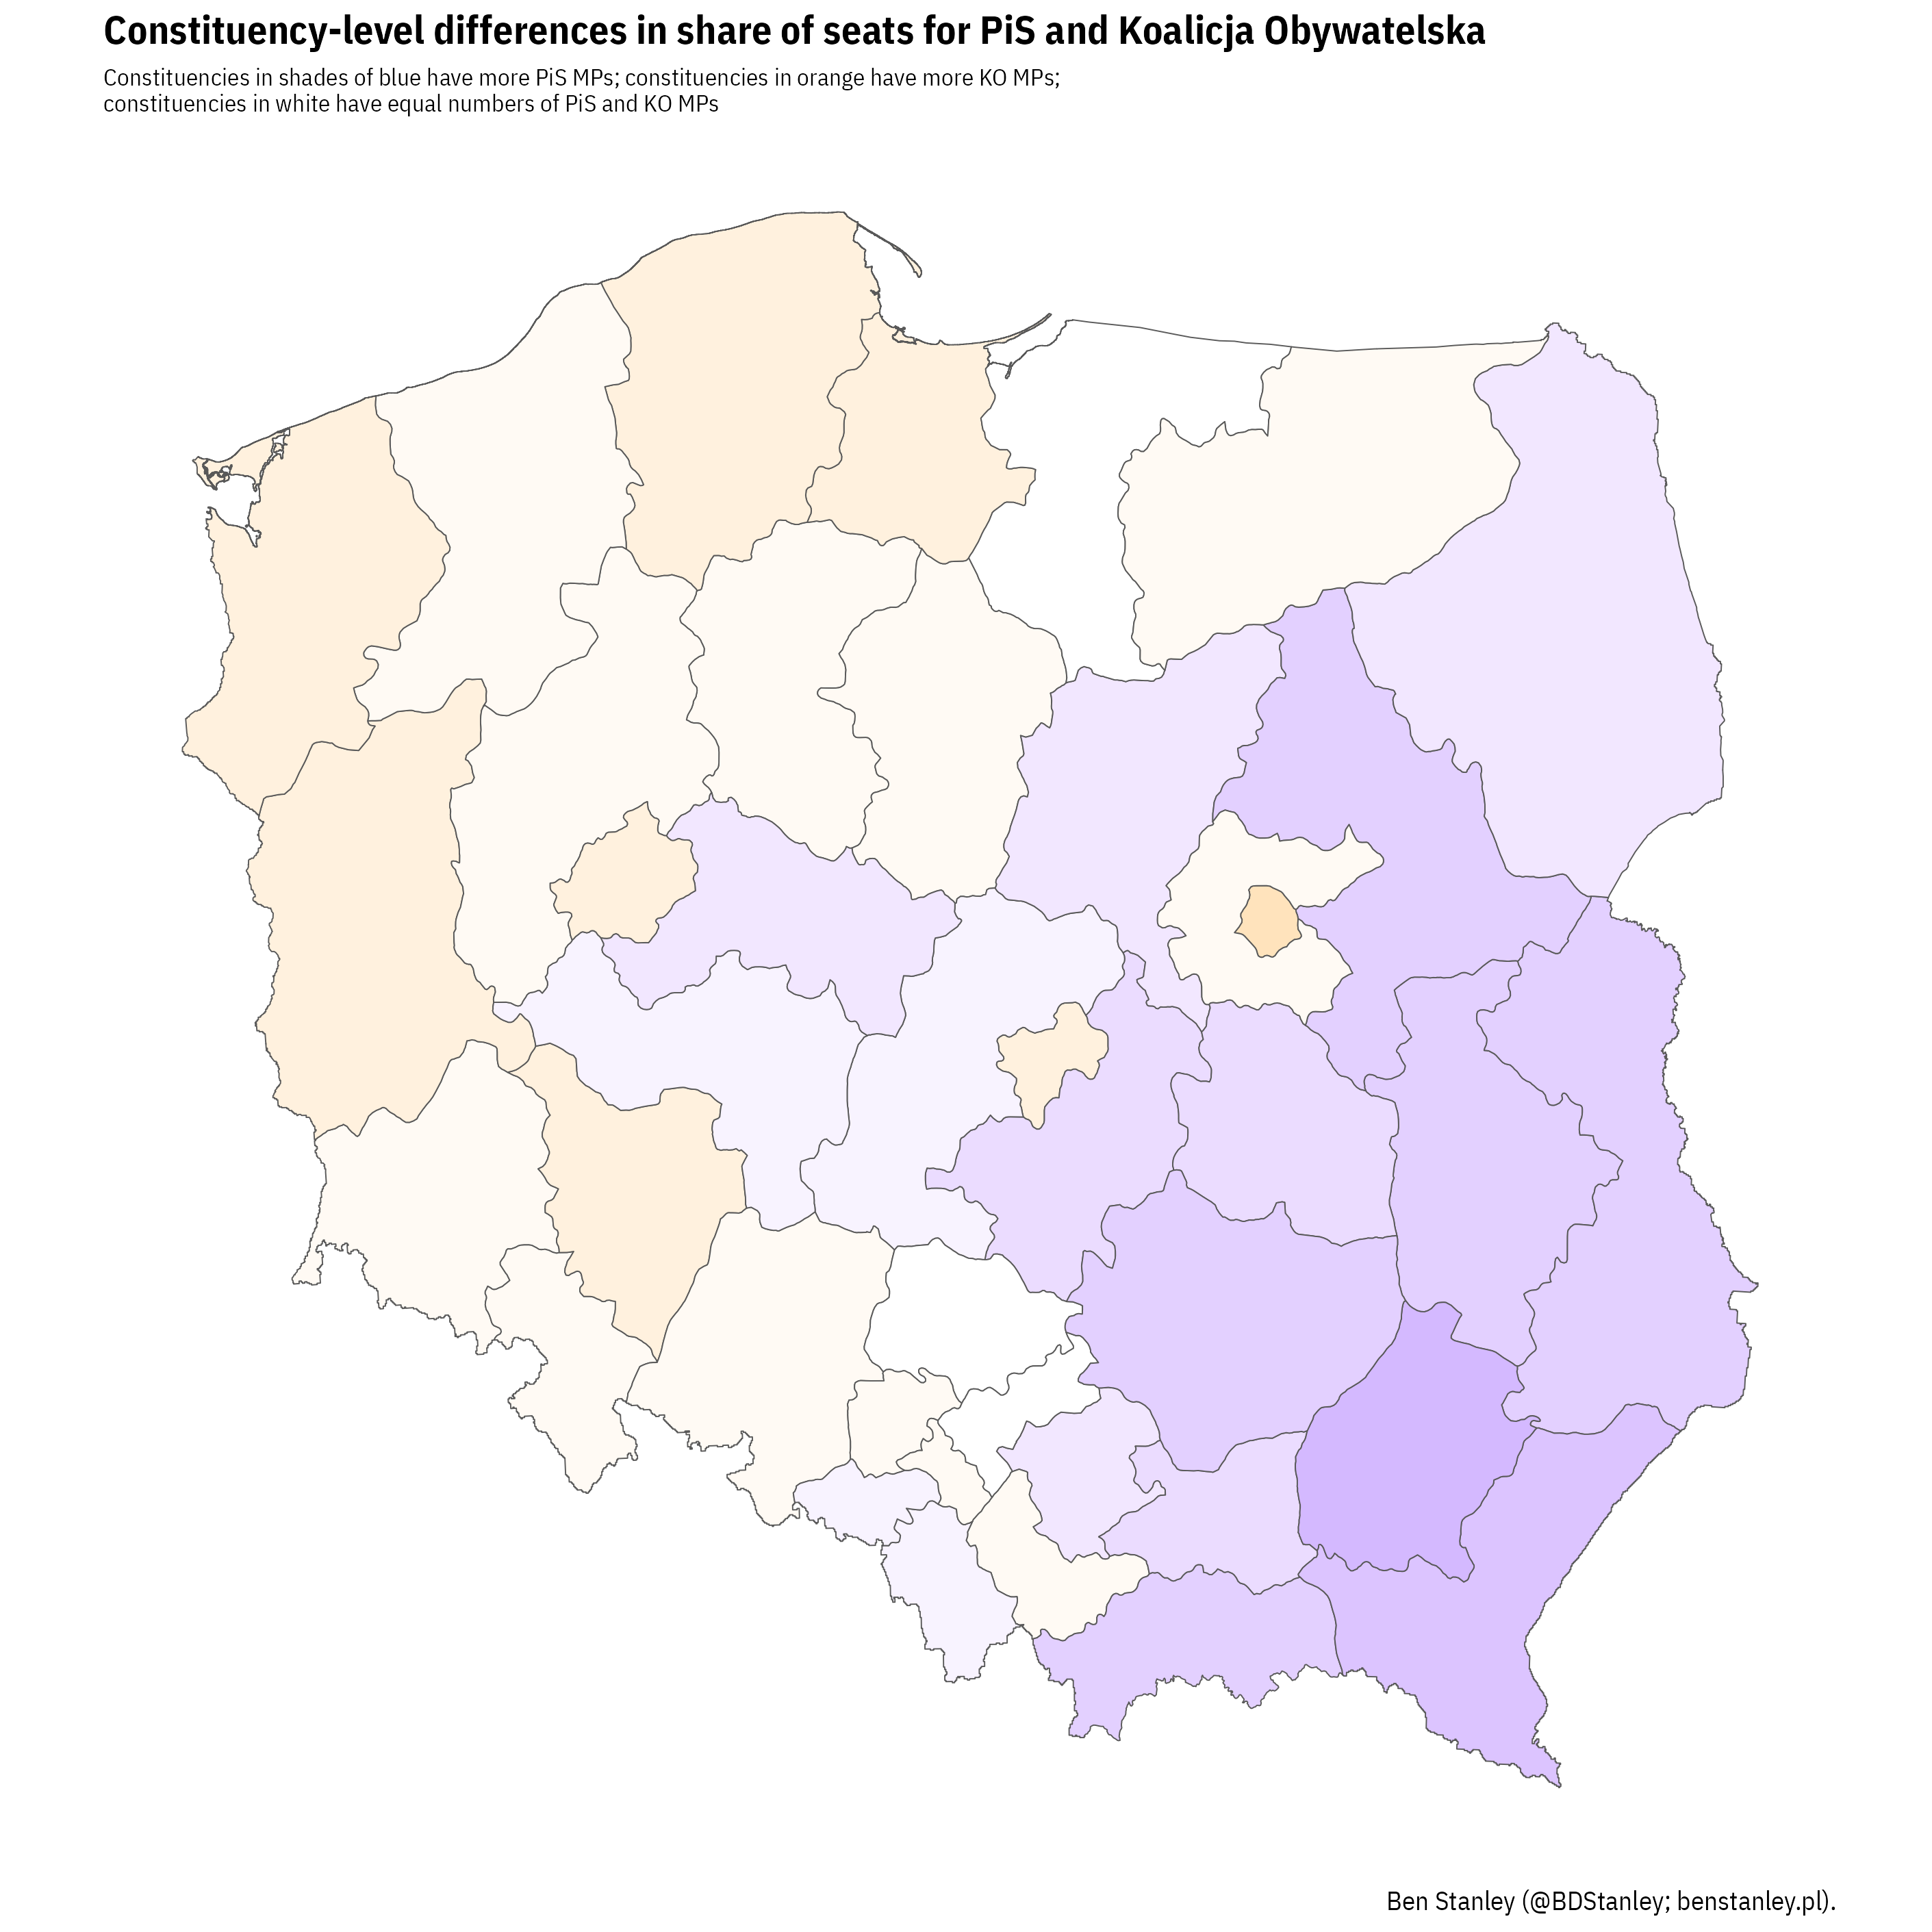 Constituency-level differences in share of seats for PiS and Koalicja Obywatelska
Constituencies in shades of blue have more PiS MPs; constituencies in orange have more KO MPs;
constituencies in white have equal numbers of PiS and KO MPs
Ben Stanley (@BDStanley; benstanley.pl).